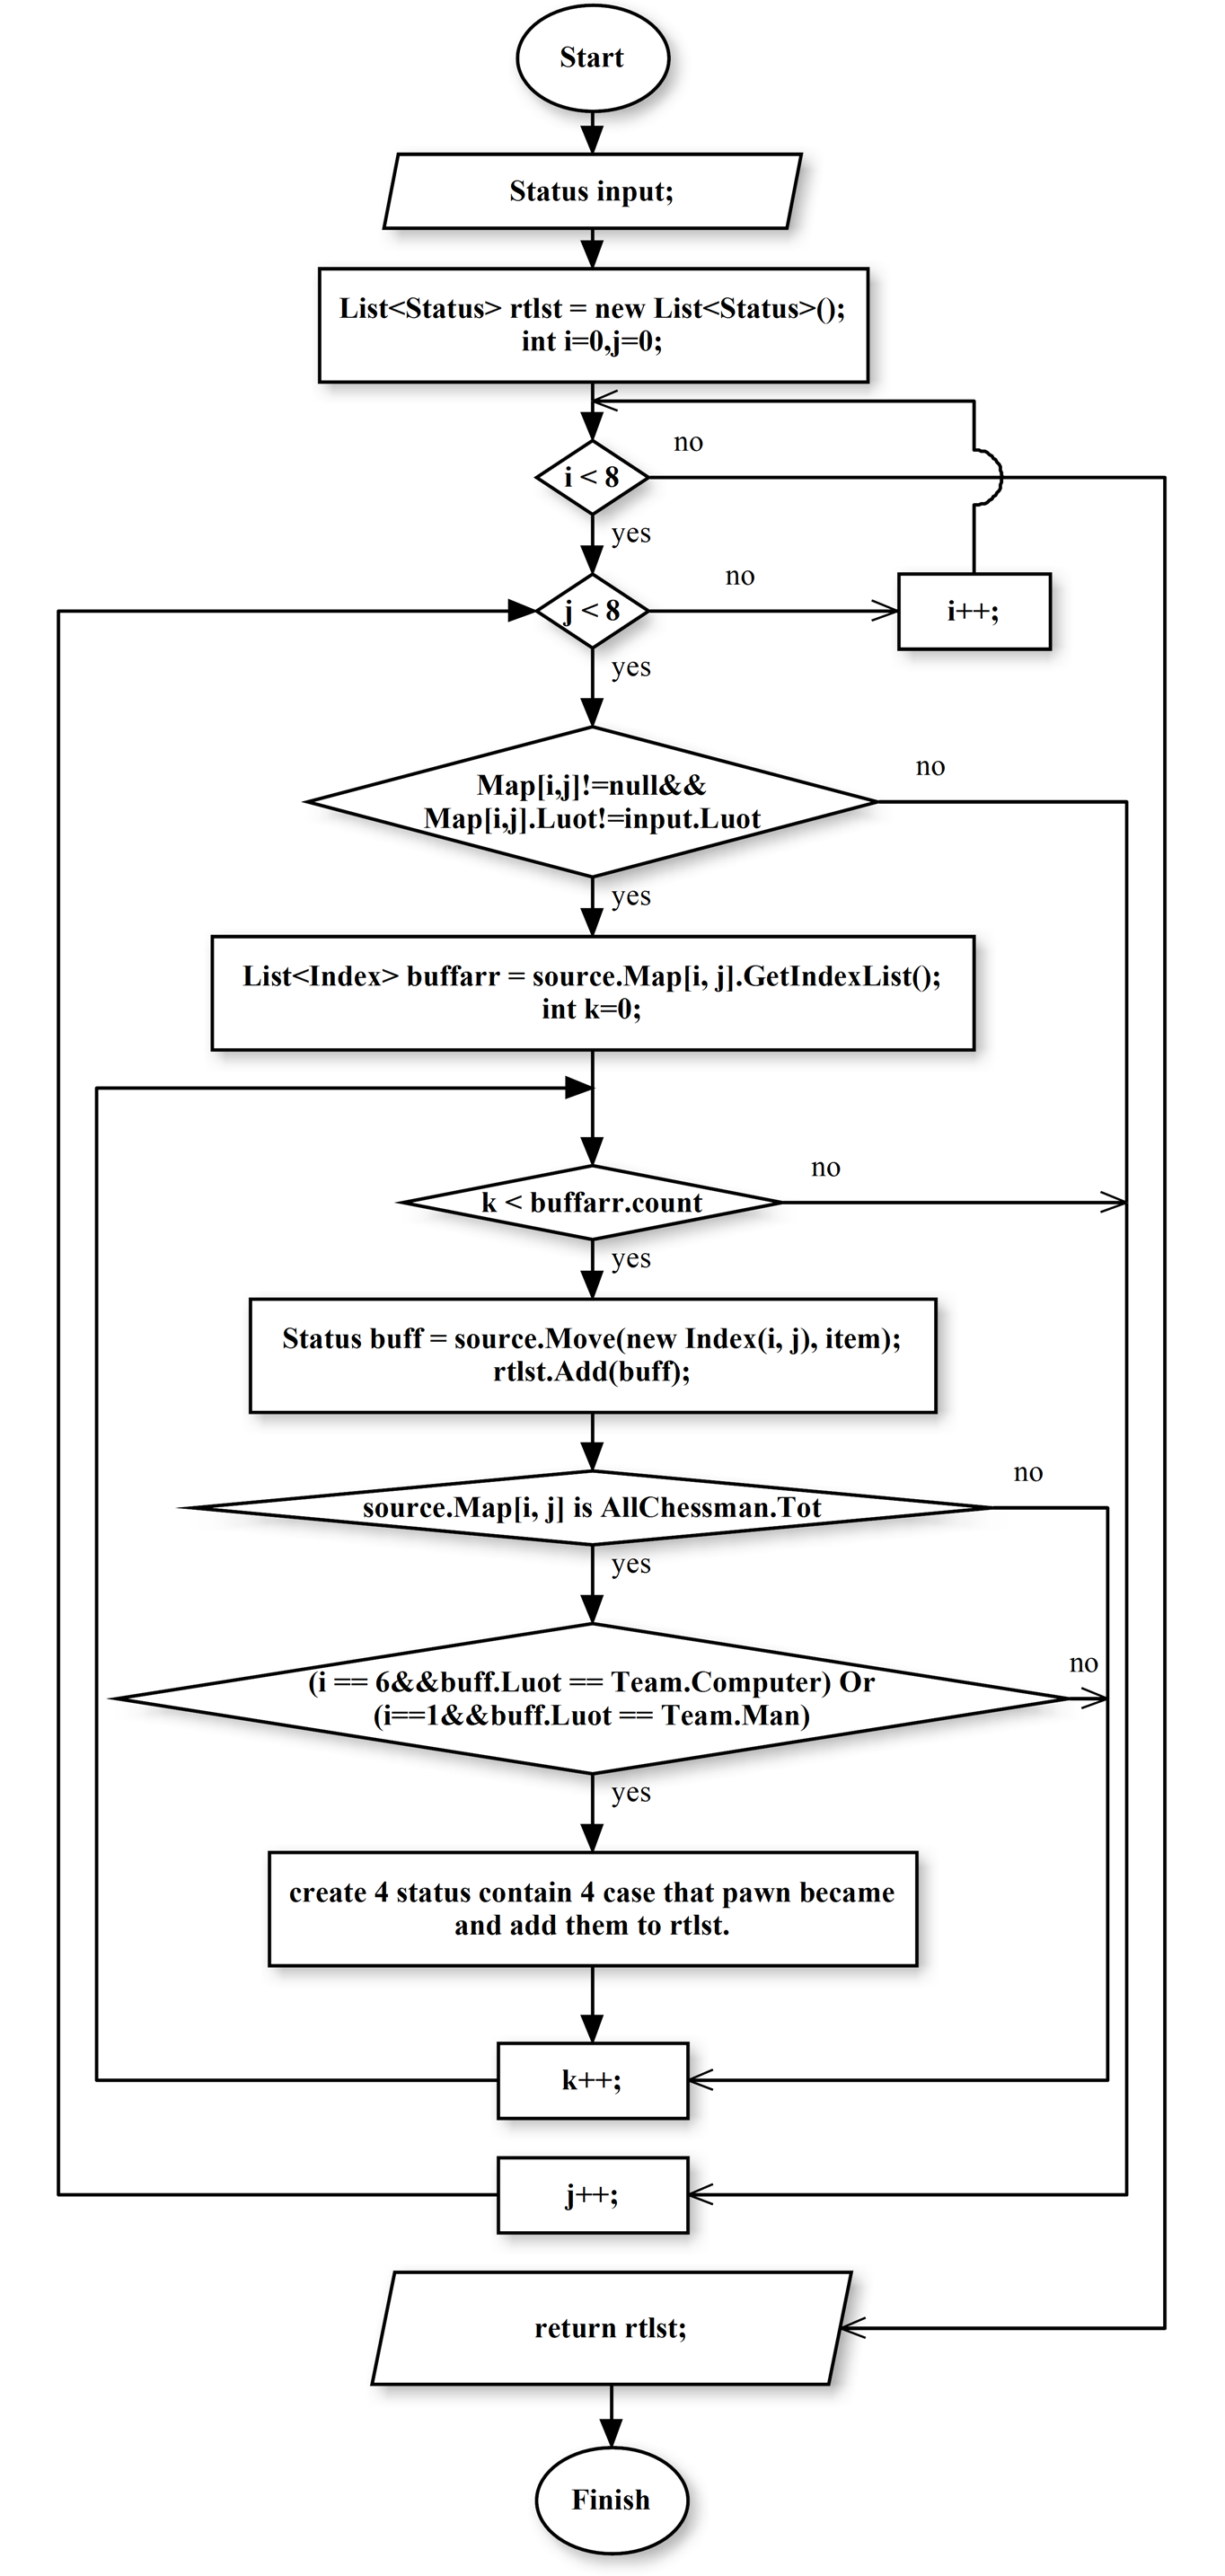 Start
Status input;
List<Status> rtlst = new List<Status>();
int i=0,j=0;
no
i < 8
yes
no
j < 8
i++;
yes
no
Map[i,j]!=null&&
Map[i,j].Luot!=input.Luot
yes
List<Index> buffarr = source.Map[i, j].GetIndexList();
int k=0;
no
k < buffarr.count
yes
Status buff = source.Move(new Index(i, j), item);
rtlst.Add(buff);
no
source.Map[i, j] is AllChessman.Tot
yes
no
(i == 6&&buff.Luot == Team.Computer) Or
(i==1&&buff.Luot == Team.Man)
yes
create 4 status contain 4 case that pawn became
and add them to rtlst.
k++;
j++;
return rtlst;
Finish